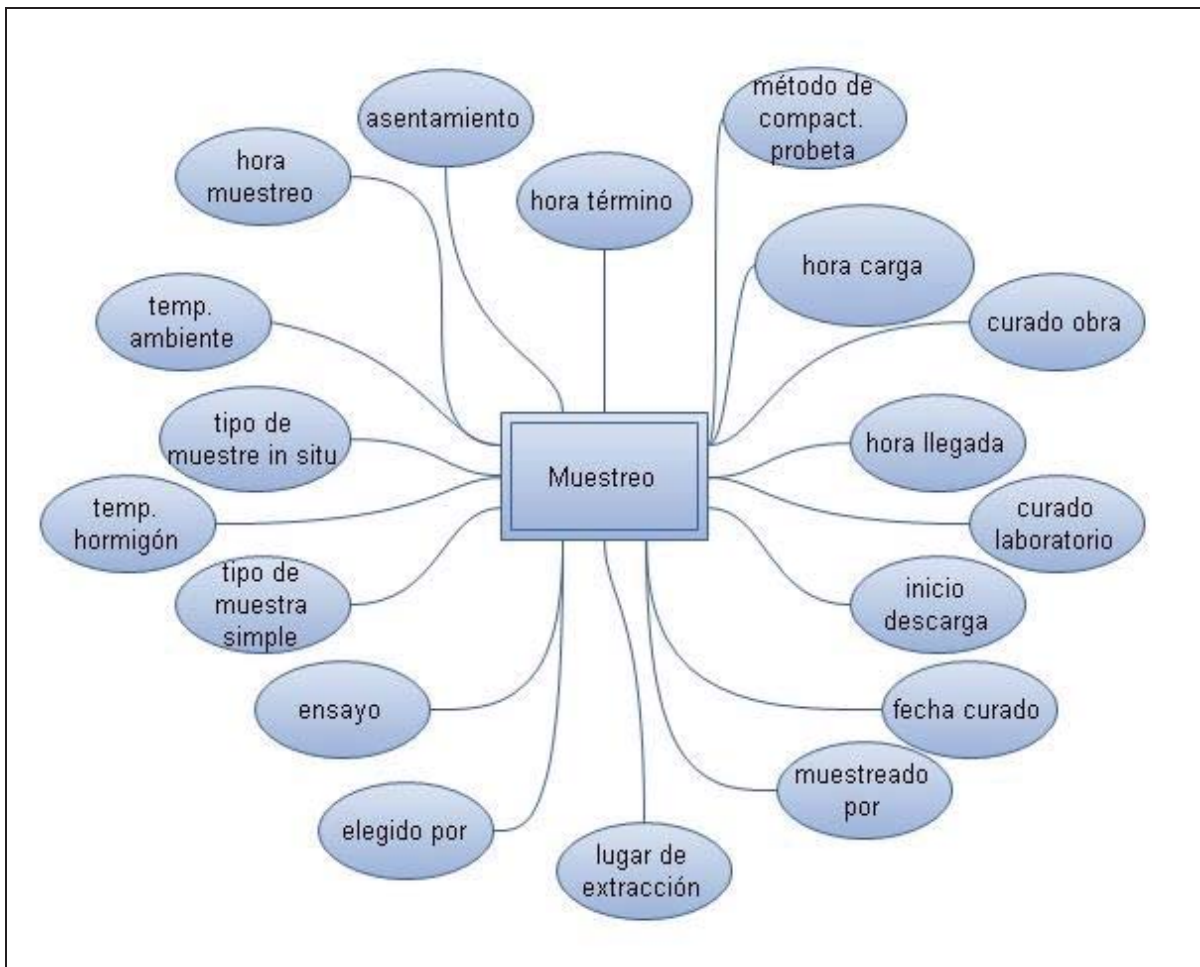 asentamiento
método de
compact.
probeta
hora
muestreo
hora término
hora carga
temp.
ambiente
curado obra
tipo de
muestre in situ
hora llegada
Muestreo
temp.
hormigón
curado
laboratorio
tipo de
muestra
simple
inicio
descarga
ensayo
fecha curado
muestreado
por
elegido por
lugar de
extracción